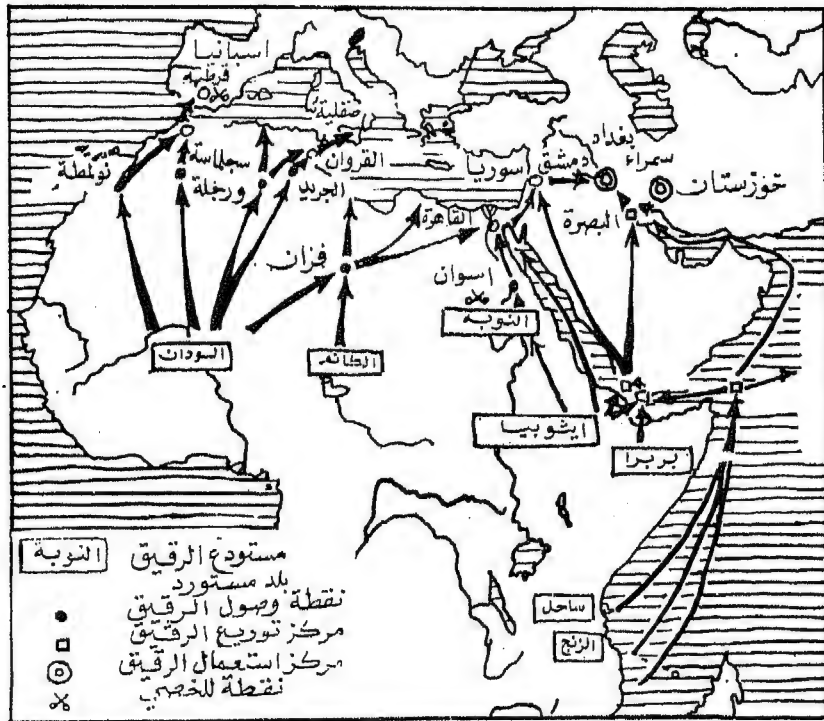 اسبانيا
قرطبة
صقلية
نولمطة
سجلماسة
ورجلة
الجريد
القروان
سوريا
دمشق
بغداد
سمراء
خوزستان
البصرة
القاهرة
فزان
اسوان
النوبة
السودان
الكانم
ايثوبيا
بربرا
ساحل
الزنج
النوبة
مستودع الرقيق
بلد مستورد
نقطة وصول الرقيق
مركز توزيع الرقيق
مركز استعمال الرقيق
نقطة للخصي